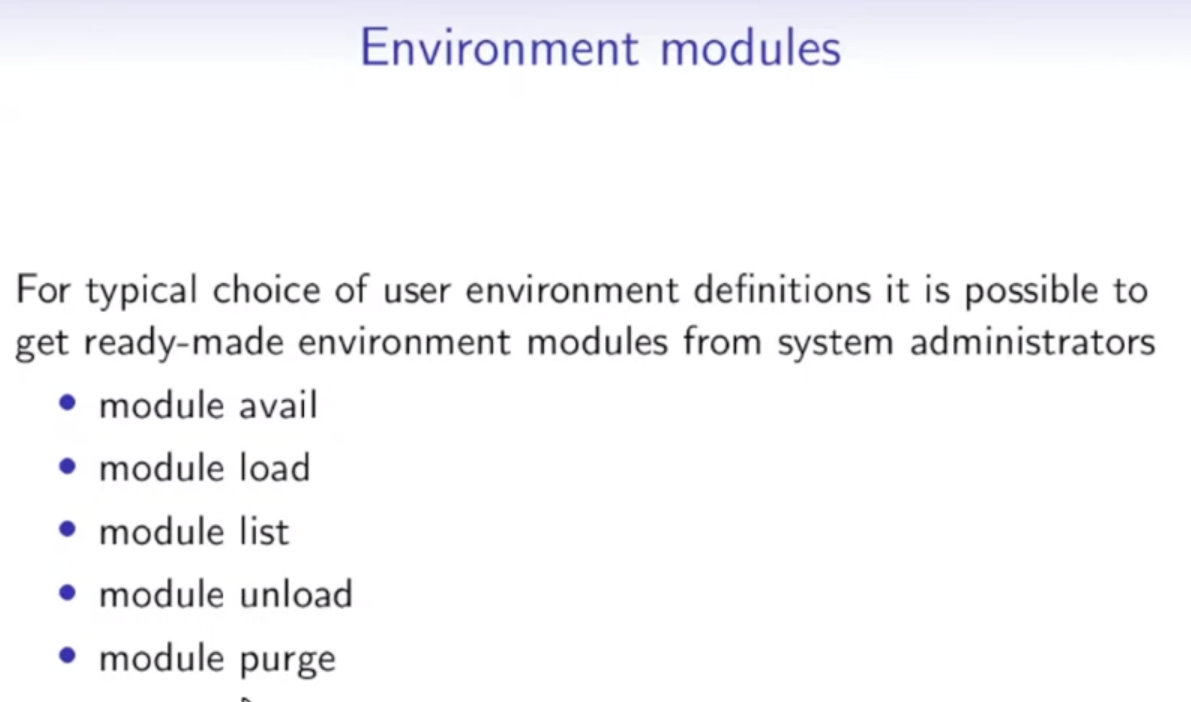 Environment modules
For typical choice of user environment definitions it is possible to
get ready-made environment modules from system administrators
module avail
module load
module list
module unload
module purge